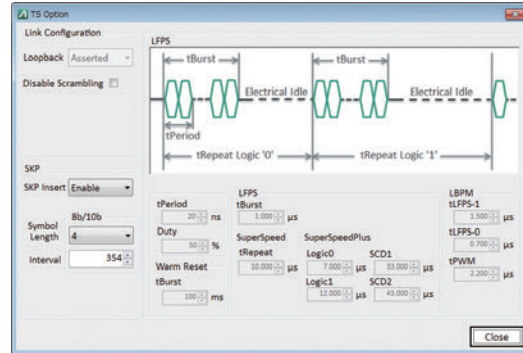 TS Option
Link Configuration
Loopback Asserted
Disable Scrambling
LFPS
tBurst tBurst
Electrical Idle Electrical Idle
tPeriod
tRepeat Logic '0' tRepeat Logic '1'
SKP
SKP Insert Enable
8b/10b
Symbol Length 4
Interval 354
tPeriod
20 ns
Duty
50 %
Warm Reset
tBurst
100 ms
LFPS
tBurst
1.000 µs
SuperSpeed
tRepeat
10.000 µs
SuperSpeedPlus
Logic0 SCD1
7.000 µs 33.000 µs
Logic1 SCD2
12.000 µs 43.000 µs
LBPM
tLFPS-1
1.500 µs
tLFPS-0
0.700 µs
tPWM
2.200 µs
Close